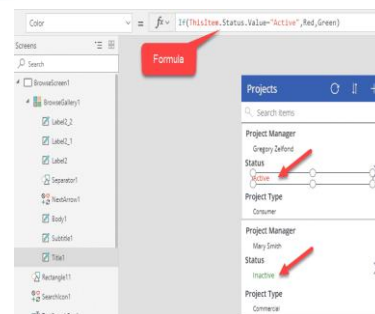 Color
=
fx
If(ThisItem.Status.Value="Active",Red,Green)
Screens
Search
Formula
BrowseScreen1
BrowseGallery1
Label2_2
Label2_1
Label2
Separator1
NextArrow1
Body1
Subtitle1
Title1
Rectangle11
SearchIcon1
Projects
Search items
Project Manager
Gregory Zelfond
Status
Active
Project Type
Consumer
Project Manager
Mary Smith
Status
Inactive
Project Type
Commercial